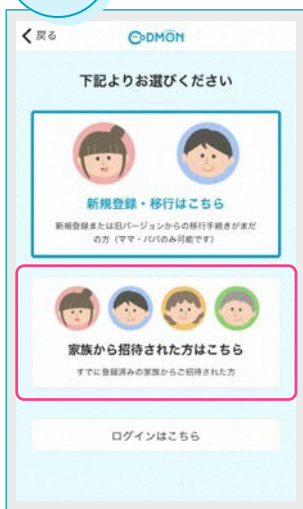 戻る
CoDMON
下記よりお選びください
新規登録・移行はこちら
新規登録または旧バージョンからの移行手続きがまだ
の方（ママ・パパのみ可能です）
家族から招待された方はこちら
すでに登録済みの家族からご招待された方
ログインはこちら